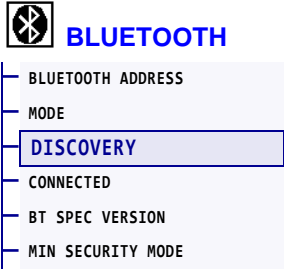 BLUETOOTH
BLUETOOTH ADDRESS
MODE
DISCOVERY
CONNECTED
BT SPEC VERSION
MIN SECURITY MODE